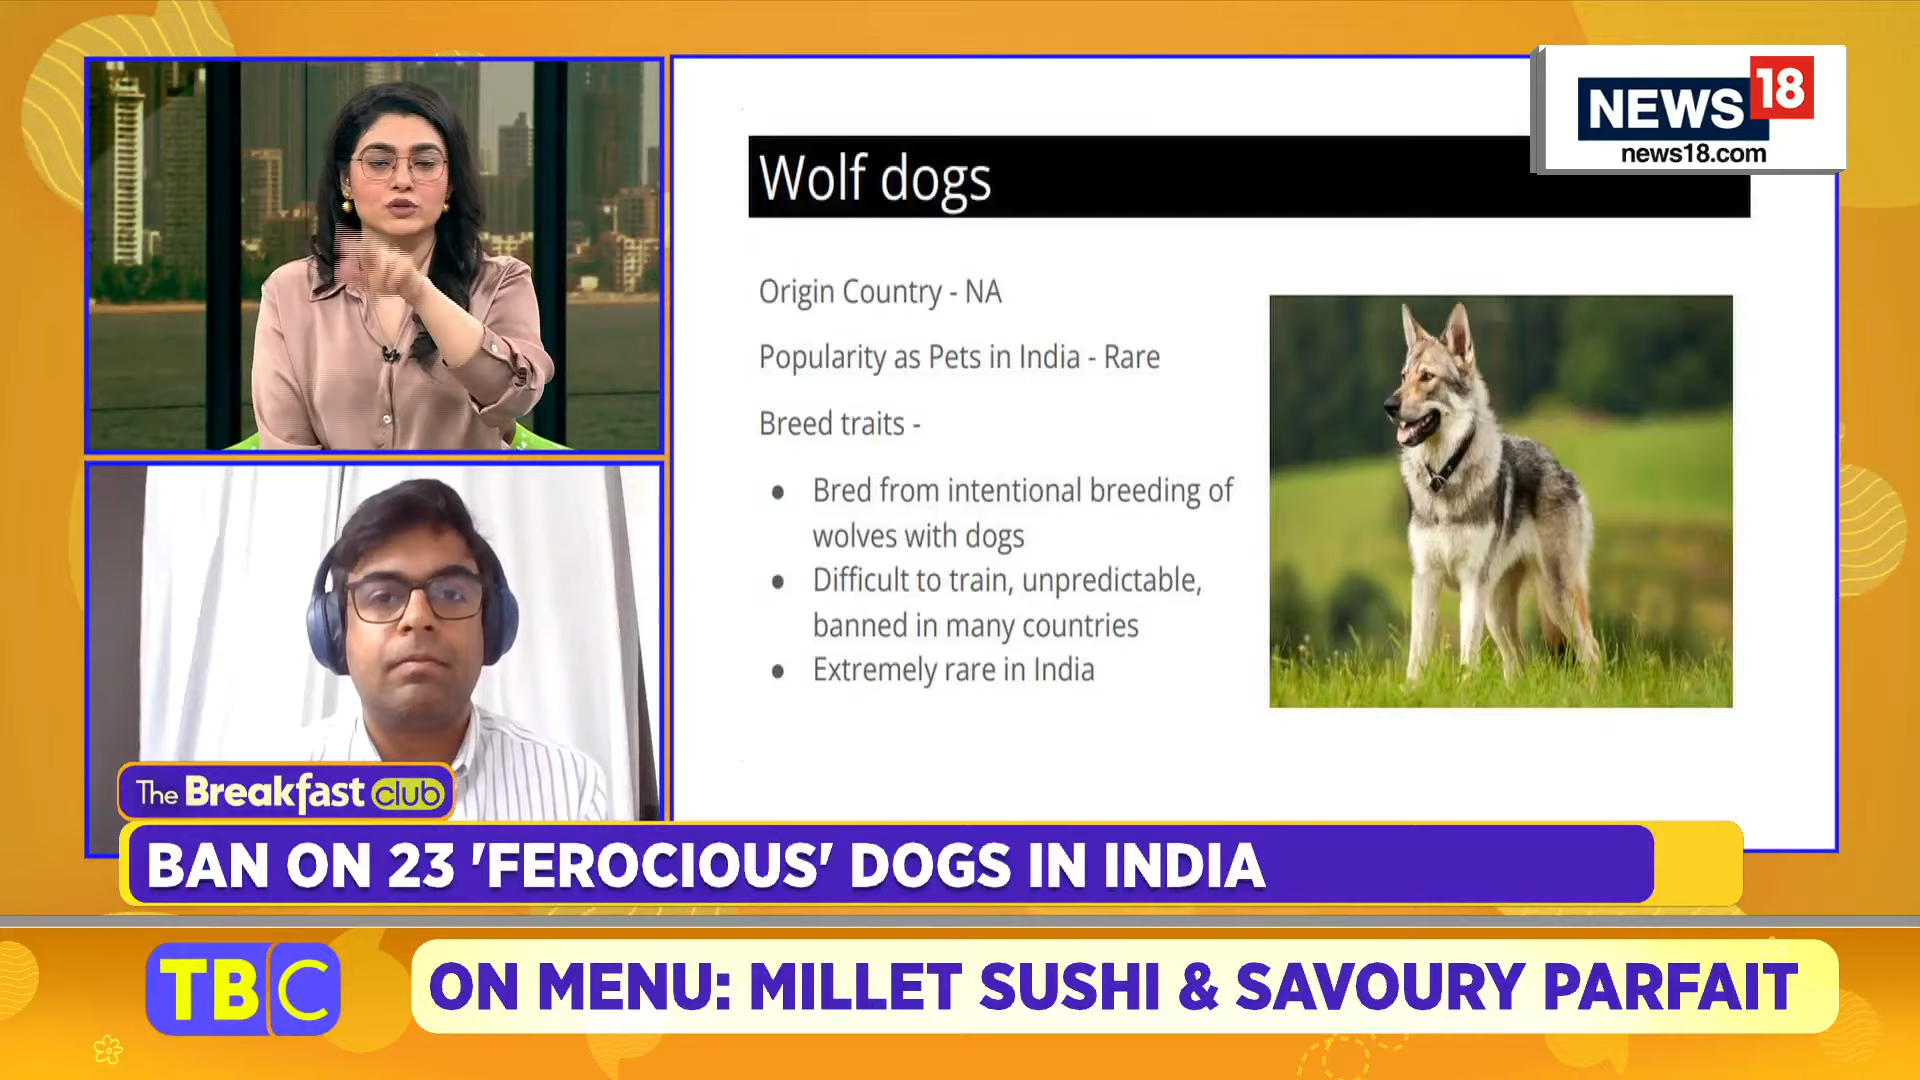 NEWS 18
news18.com
Wolf dogs
Origin Country - NA
Popularity as Pets in India - Rare
Breed traits -
● Bred from intentional breeding of
wolves with dogs
● Difficult to train, unpredictable,
banned in many countries
● Extremely rare in India
The Breakfast club
BAN ON 23 'FEROCIOUS' DOGS IN INDIA
TBC
ON MENU: MILLET SUSHI & SAVOURY PARFAIT